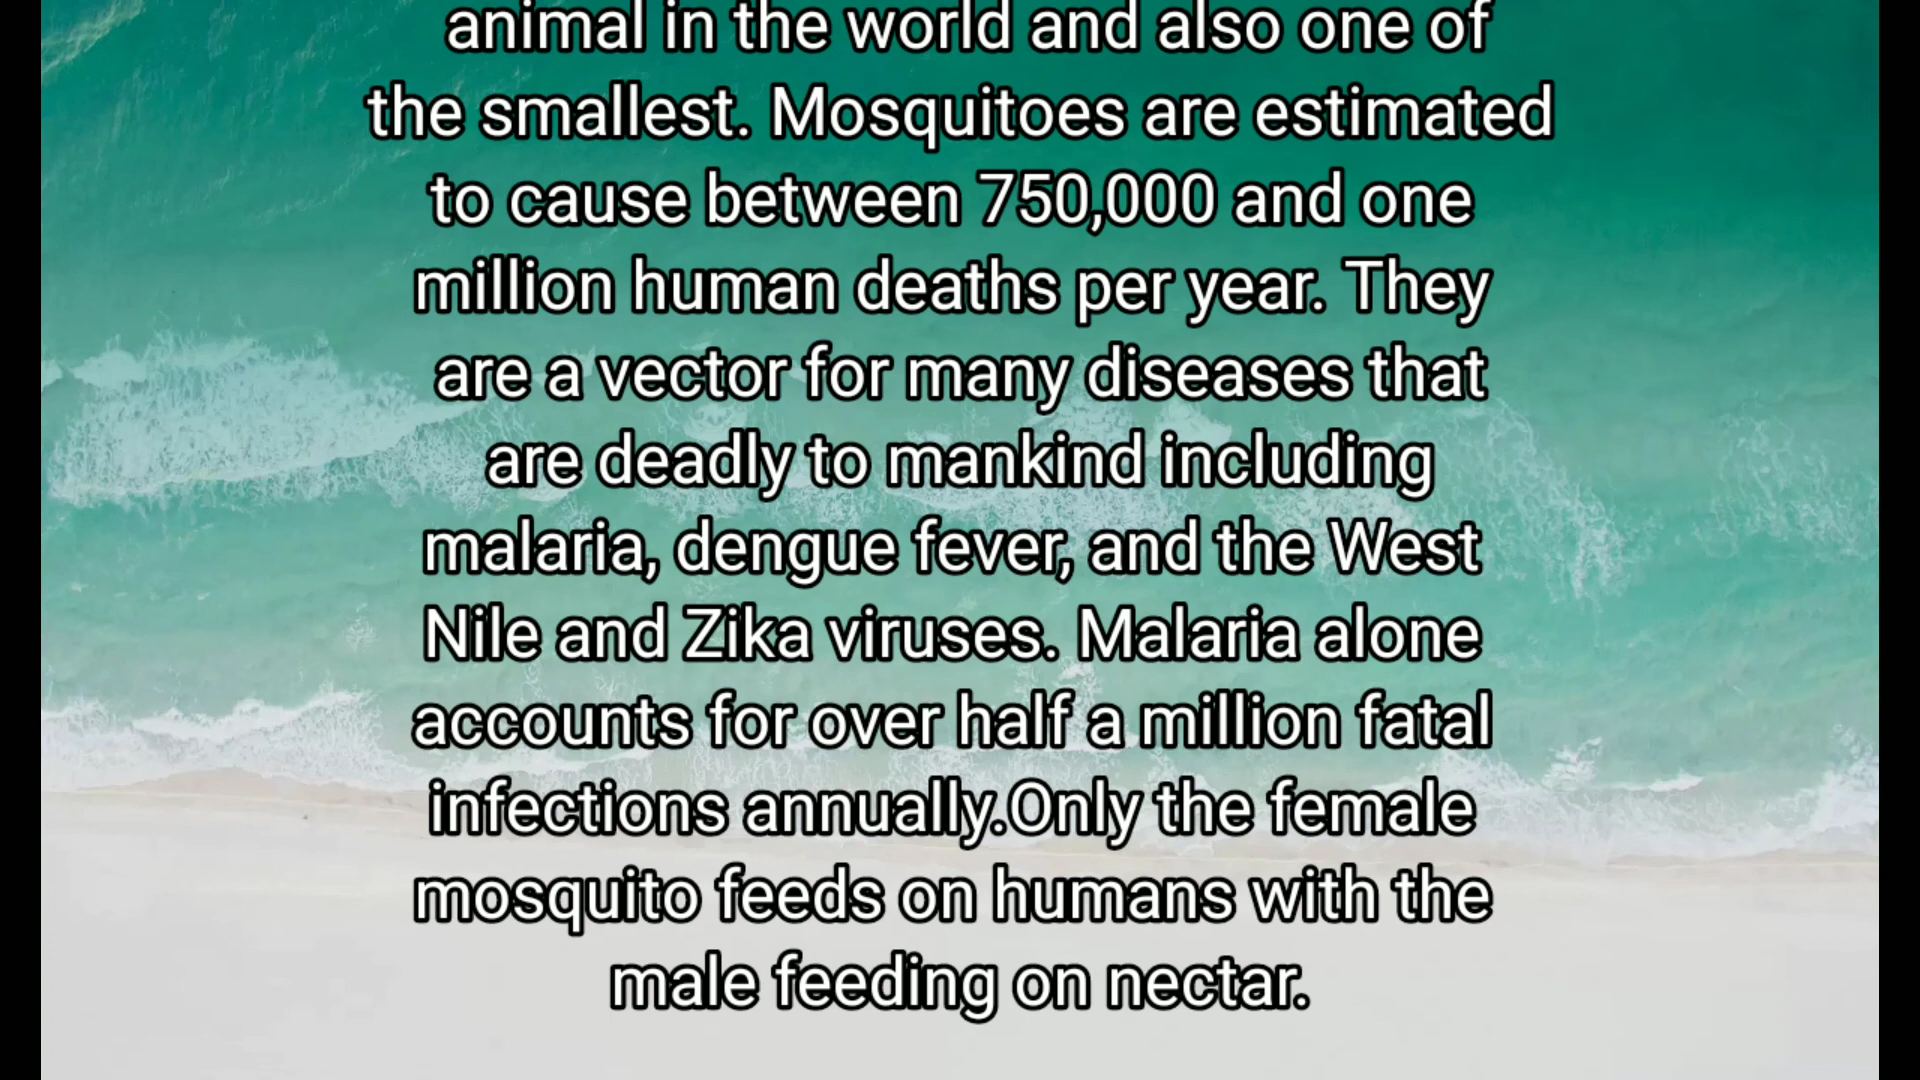 animal in the world and also one of
the smallest. Mosquitoes are estimated
to cause between 750,000 and one
million human deaths per year. They
are a vector for many diseases that
are deadly to mankind including
malaria, dengue fever, and the West
Nile and Zika viruses. Malaria alone
accounts for over half a million fatal
infections annually.Only the female
mosquito feeds on humans with the
male feeding on nectar.